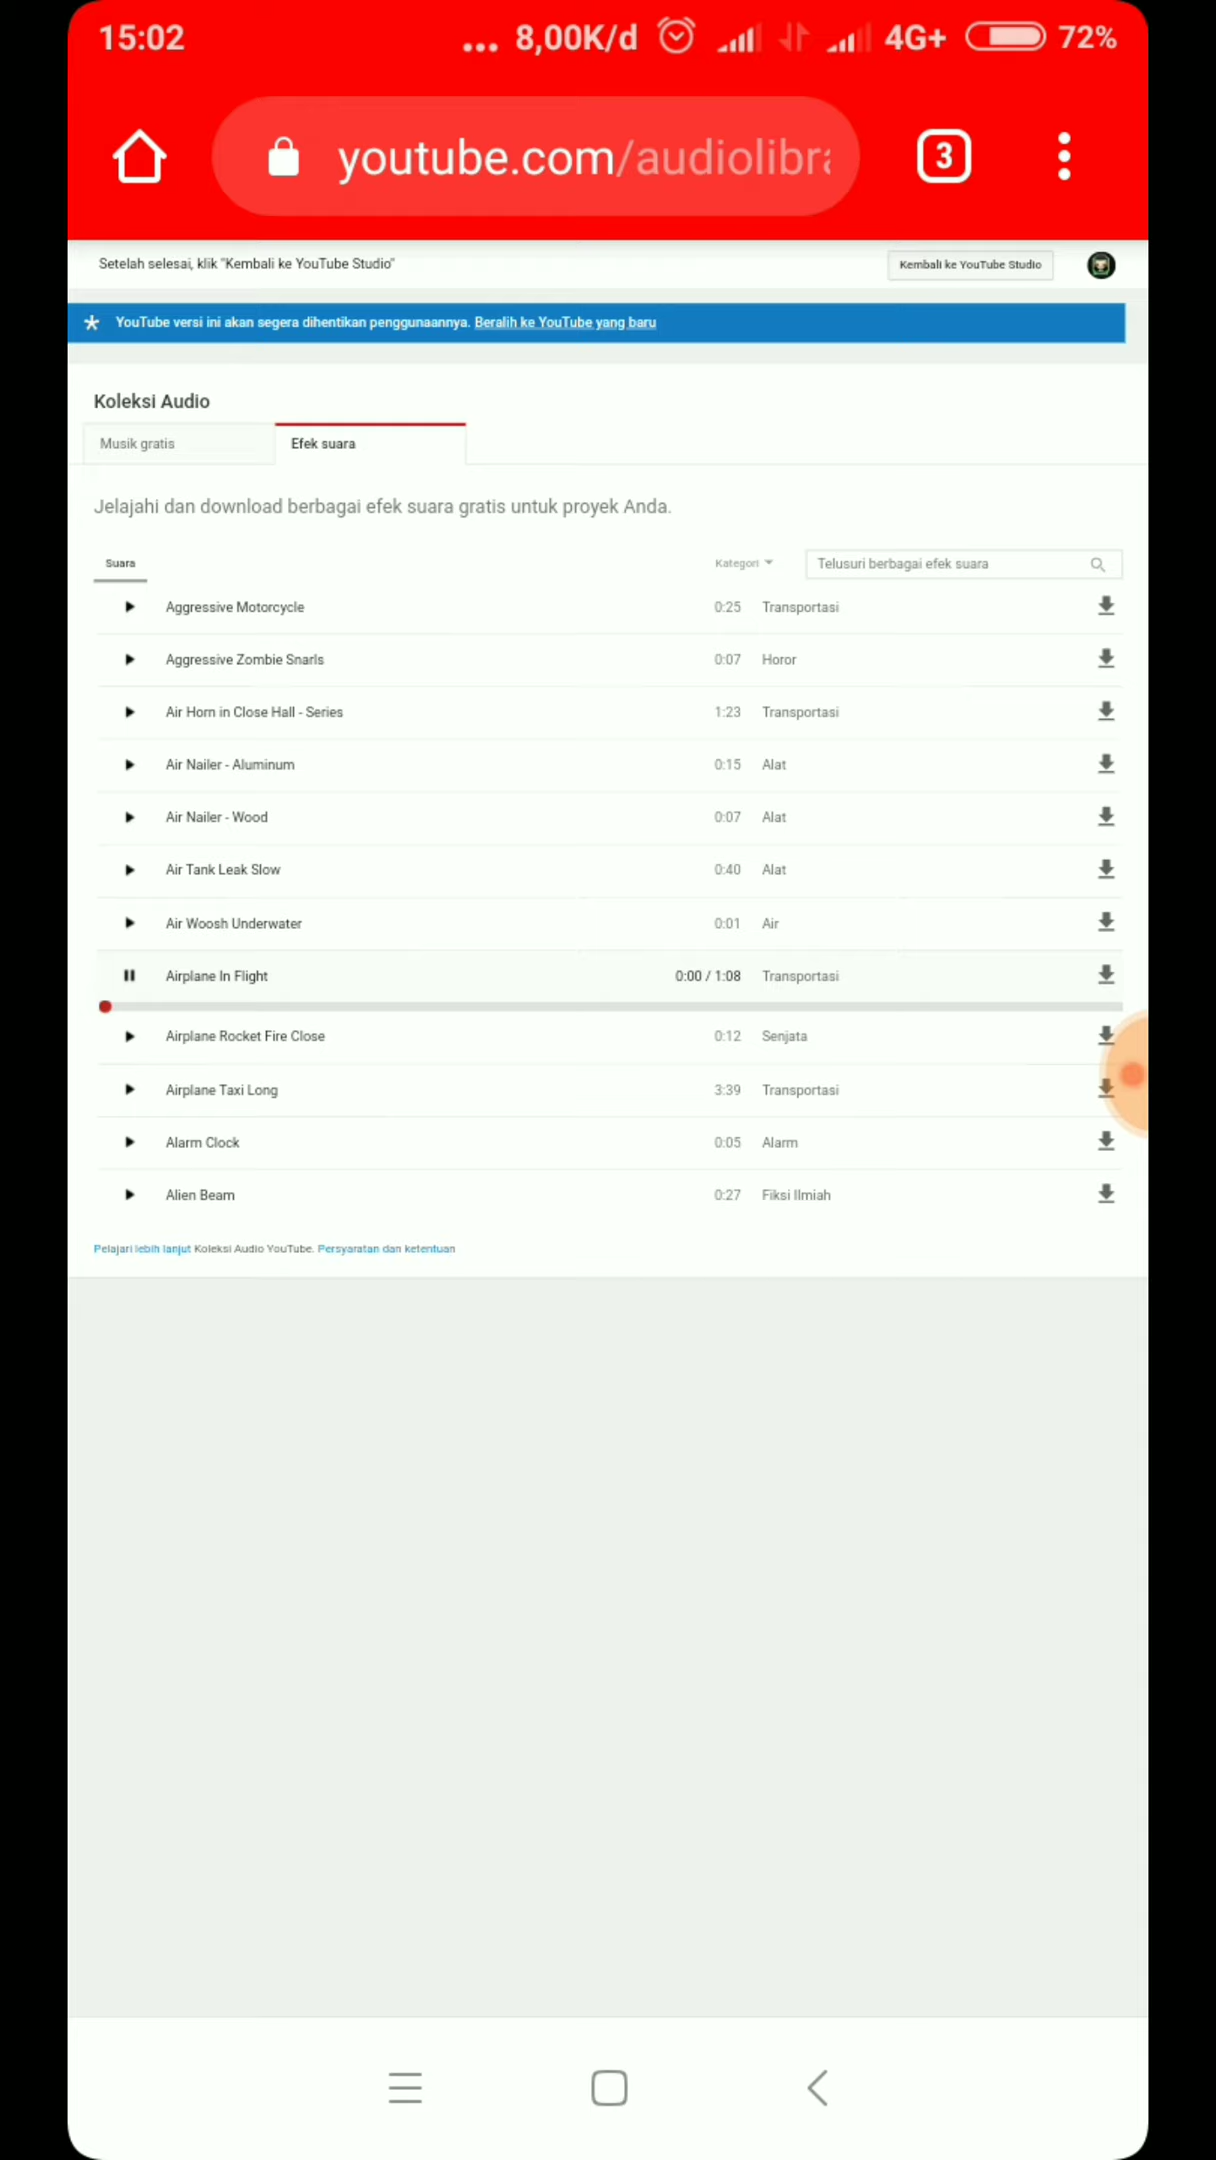 15:02 ... 8,00K/d 4G+ 72%
youtube.com/audiolibra 3
Setelah selesai, klik "Kembali ke YouTube Studio" Kembali ke YouTube Studio
YouTube versi ini akan segera dihentikan penggunaannya. Beralih ke YouTube yang baru
Koleksi Audio
Musik gratis Efek suara
Jelajahi dan download berbagai efek suara gratis untuk proyek Anda.
Suara Kategori Telusuri berbagai efek suara
Aggressive Motorcycle 0:25 Transportasi
Aggressive Zombie Snarls 0:07 Horor
Air Horn in Close Hall - Series 1:23 Transportasi
Air Nailer - Aluminum 0:15 Alat
Air Nailer - Wood 0:07 Alat
Air Tank Leak Slow 0:40 Alat
Air Woosh Underwater 0:01 Air
Airplane In Flight 0:00 / 1:08 Transportasi
Airplane Rocket Fire Close 0:12 Senjata
Airplane Taxi Long 3:39 Transportasi
Alarm Clock 0:05 Alarm
Alien Beam 0:27 Fiksi Ilmiah
Pelajari lebih lanjut Koleksi Audio YouTube. Persyaratan dan ketentuan